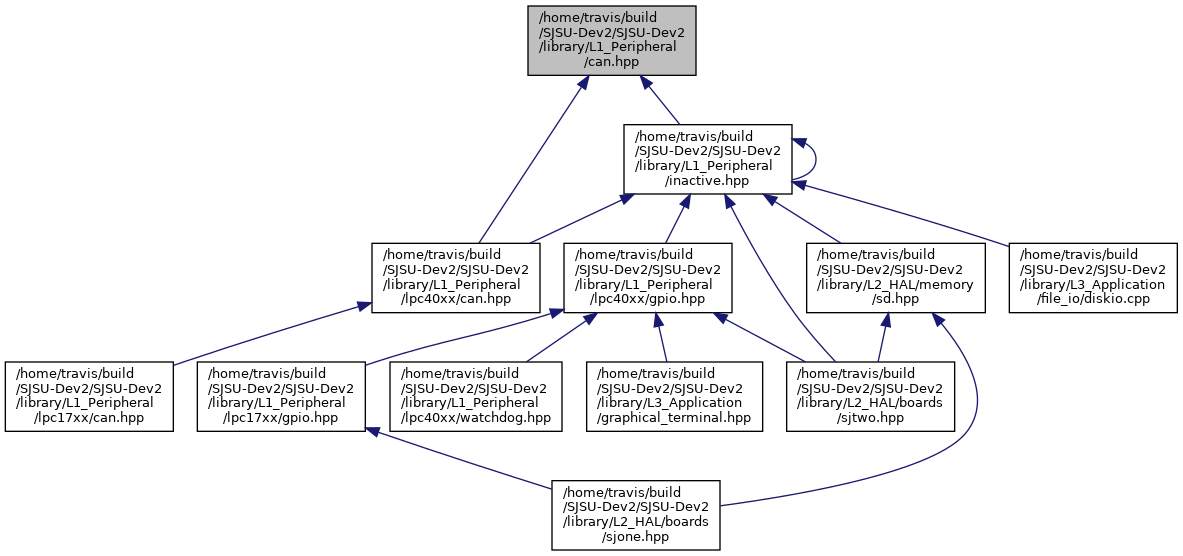 /home/travis/build
/SJSU-Dev2/SJSU-Dev2
/library/L1_Peripheral
/can.hpp
/home/travis/build
/SJSU-Dev2/SJSU-Dev2
/library/L1_Peripheral
/inactive.hpp
/home/travis/build
/SJSU-Dev2/SJSU-Dev2
/library/L1_Peripheral
/lpc40xx/can.hpp
/home/travis/build
/SJSU-Dev2/SJSU-Dev2
/library/L1_Peripheral
/lpc40xx/gpio.hpp
/home/travis/build
/SJSU-Dev2/SJSU-Dev2
/library/L2_HAL/memory
/sd.hpp
/home/travis/build
/SJSU-Dev2/SJSU-Dev2
/library/L3_Application
/file_io/diskio.cpp
/home/travis/build
/SJSU-Dev2/SJSU-Dev2
/library/L1_Peripheral
/lpc17xx/can.hpp
/home/travis/build
/SJSU-Dev2/SJSU-Dev2
/library/L1_Peripheral
/lpc17xx/gpio.hpp
/home/travis/build
/SJSU-Dev2/SJSU-Dev2
/library/L1_Peripheral
/lpc40xx/watchdog.hpp
/home/travis/build
/SJSU-Dev2/SJSU-Dev2
/library/L3_Application
/graphical_terminal.hpp
/home/travis/build
/SJSU-Dev2/SJSU-Dev2
/library/L2_HAL/boards
/sjtwo.hpp
/home/travis/build
/SJSU-Dev2/SJSU-Dev2
/library/L2_HAL/boards
/sjone.hpp